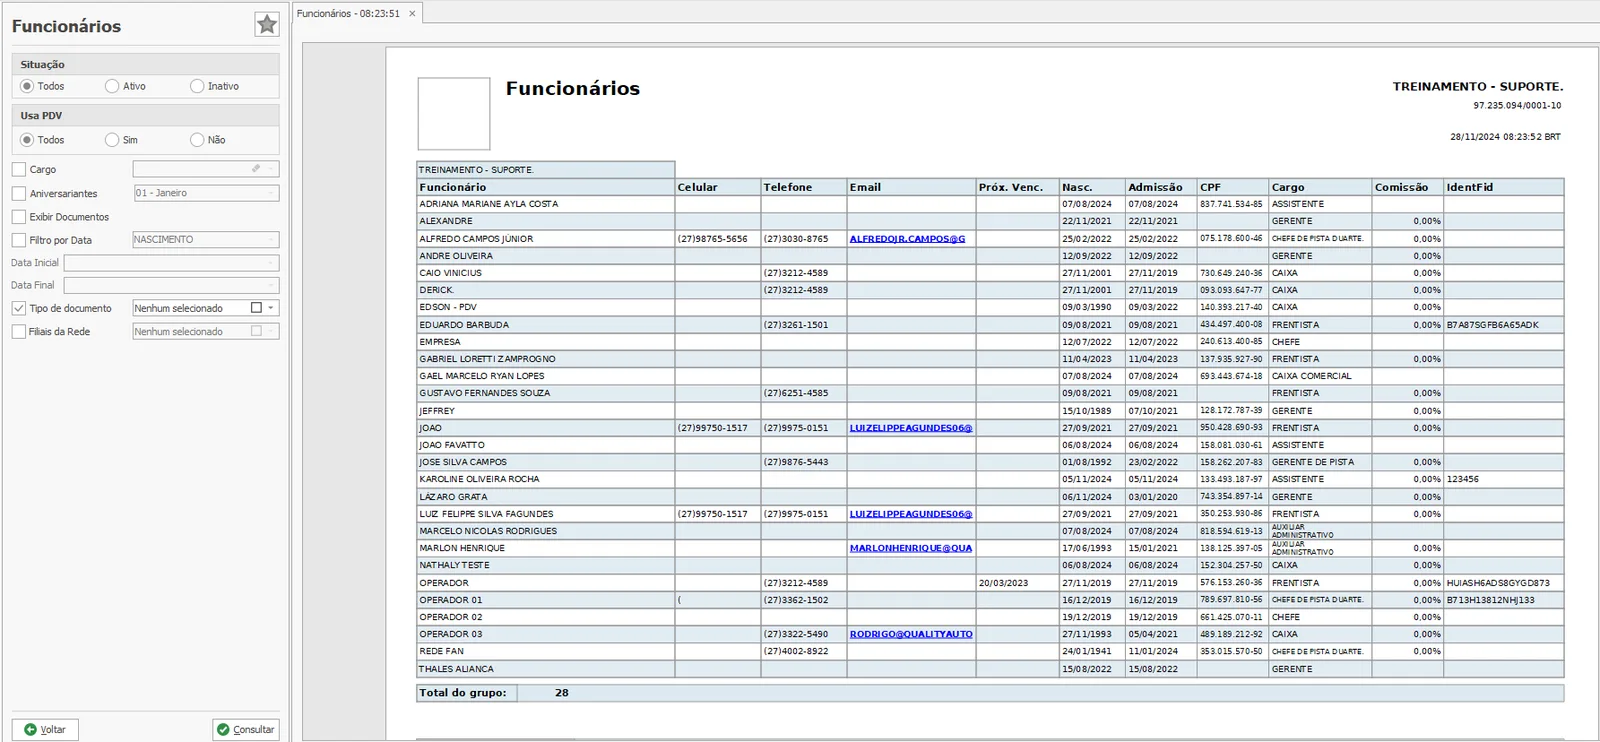 Funcionários
Situação
Todos Ativo Inativo
Usa PDV
Todos Sim Não
Cargo
Aniversariantes 01 - Janeiro
Exibir Documentos
Filtro por Data NASCIMENTO
Data Inicial
Data Final
Tipo de documento Nenhum selecionado
Filiais da Rede Nenhum selecionado
Voltar Consultar
Funcionários - 08:23:51 ×
Funcionários TREINAMENTO - SUPORTE.
97.235.094/0001-10
28/11/2024 08:23:52 BRT
TREINAMENTO - SUPORTE.
Funcionário Celular Telefone Email Próx. Venc. Nasc. Admissão CPF Cargo Comissão IdentFid
ADRIANA MARIANE AYLA COSTA 07/08/2024 07/08/2024 837.741.534-85 ASSISTENTE
ALEXANDRE 22/11/2021 22/11/2021 GERENTE 0,00%
ALFREDO CAMPOS JÚNIOR (27)98765-5656 (27)3030-8765 ALFREDOJR.CAMPOS@G 25/02/2022 25/02/2022 075.178.600-46 CHEFE DE PISTA DUARTE. 0,00%
ANDRE OLIVEIRA 12/09/2022 12/09/2022 GERENTE 0,00%
CAIO VINICIUS (27)3212-4589 27/11/2001 27/11/2019 730.649.240-36 CAIXA 0,00%
DERICK. (27)3212-4589 27/11/2001 27/11/2019 093.093.647-77 CAIXA 0,00%
EDSON - PDV 09/03/1990 09/03/2022 140.393.217-40 CAIXA 0,00%
EDUARDO BARBUDA (27)3261-1501 09/08/2021 09/08/2021 434.497.400-08 FRENTISTA 0,00% B7A87SGFB6A65ADK
EMPRESA 12/07/2022 12/07/2022 240.613.400-85 CHEFE
GABRIEL LORETTI ZAMPROGNO 11/04/2023 11/04/2023 137.935.927-90 FRENTISTA 0,00%
GAEL MARCELO RYAN LOPES 07/08/2024 07/08/2024 693.443.674-18 CAIXA COMERCIAL
GUSTAVO FERNANDES SOUZA (27)6251-4585 09/08/2021 09/08/2021 FRENTISTA 0,00%
JEFFREY 15/10/1989 07/10/2021 128.172.787-39 GERENTE 0,00%
JOAO (27)99750-1517 (27)9975-0151 LUIZELIPPEAGUNDES06@ 27/09/2021 27/09/2021 950.428.690-93 FRENTISTA 0,00%
JOAO FAVATTO 06/08/2024 06/08/2024 158.081.030-61 ASSISTENTE
JOSE SILVA CAMPOS (27)9876-5443 01/08/1992 23/02/2022 158.262.207-83 GERENTE DE PISTA 0,00%
KAROLINE OLIVEIRA ROCHA 05/11/2024 05/11/2024 133.493.187-97 ASSISTENTE 0,00% 123456
LÁZARO GRATA 06/11/2024 03/01/2020 743.354.897-14 GERENTE 0,00%
LUIZ FELIPPE SILVA FAGUNDES (27)99750-1517 (27)9975-0151 LUIZELIPPEAGUNDES06@ 27/09/2021 27/09/2021 350.253.930-86 FRENTISTA 0,00%
MARCELO NICOLAS RODRIGUES 07/08/2024 07/08/2024 818.594.619-13 AUXILIAR ADMINISTRATIVO
MARLON HENRIQUE MARLONHENRIQUE@QUA 17/06/1993 15/01/2021 138.125.397-05 AUXILIAR ADMINISTRATIVO 0,00%
NATHALY TESTE 06/08/2024 06/08/2024 152.304.257-50 CAIXA 0,00%
OPERADOR (27)3212-4589 20/03/2023 27/11/2019 27/11/2019 576.153.260-36 FRENTISTA 0,00% HUIASH6ADS8GYGD873
OPERADOR 01 ( (27)3362-1502 16/12/2019 16/12/2019 789.697.810-56 CHEFE DE PISTA DUARTE. 0,00% B713H13812NHJ133
OPERADOR 02 19/12/2019 19/12/2019 661.425.070-11 CHEFE 0,00%
OPERADOR 03 (27)3322-5490 RODRIGO@QUALITYAUTO 27/11/1993 05/04/2021 489.189.212-92 CAIXA 0,00%
REDE FAN (27)4002-8922 24/01/1941 11/01/2024 353.015.570-50 CHEFE DE PISTA DUARTE. 0,00%
THALES ALIANCA 15/08/2022 15/08/2022 GERENTE
Total do grupo: 28